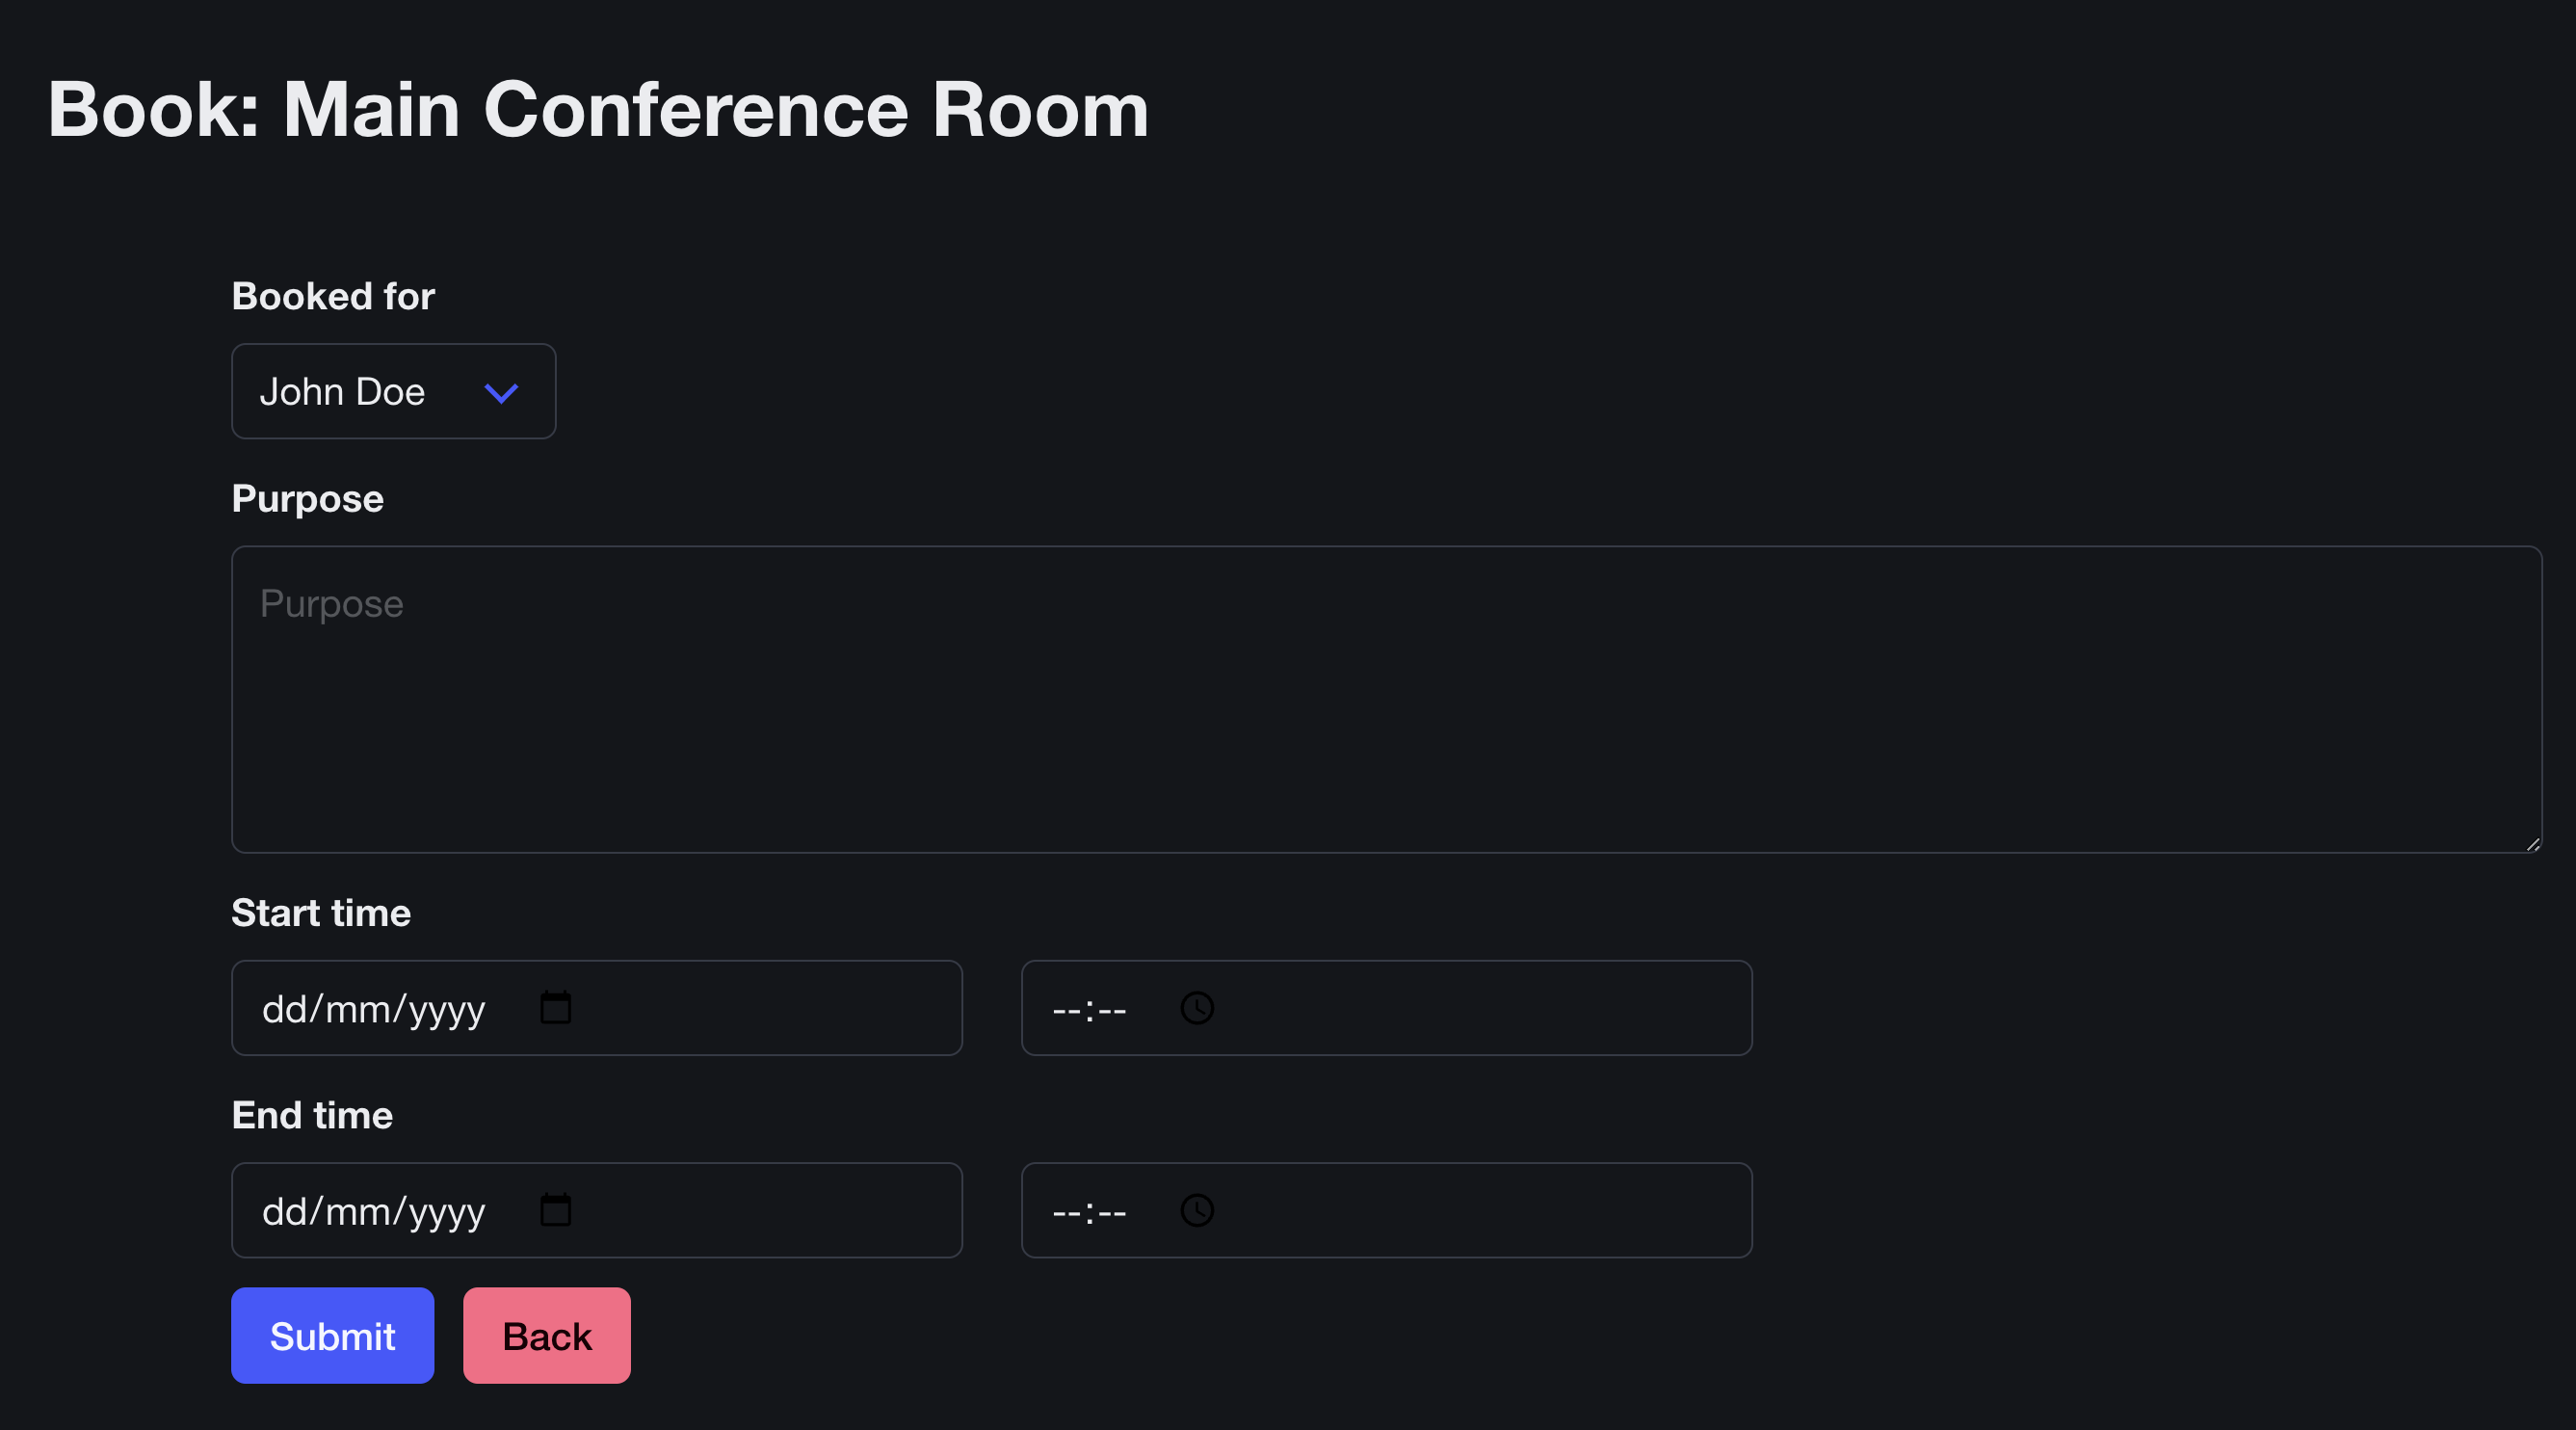 Book: Main Conference Room
Booked for
John Doe
Purpose
Purpose
Start time
dd/mm/yyyy --:--
End time
dd/mm/yyyy --:--
Submit Back